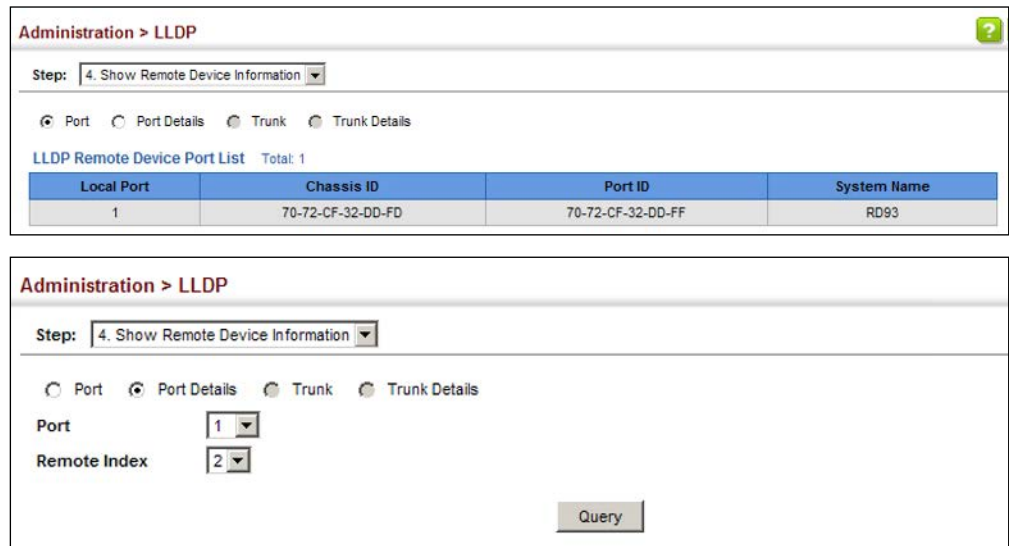 Administration > LLDP
?
Step: 4. Show Remote Device Information
Port Port Details Trunk Trunk Details
LLDP Remote Device Port List Total: 1
Local Port Chassis ID Port ID System Name
1 70-72-CF-32-DD-FD 70-72-CF-32-DD-FF RD93
Administration > LLDP
Step: 4. Show Remote Device Information
Port Port Details Trunk Trunk Details
Port 1
Remote Index 2
Query